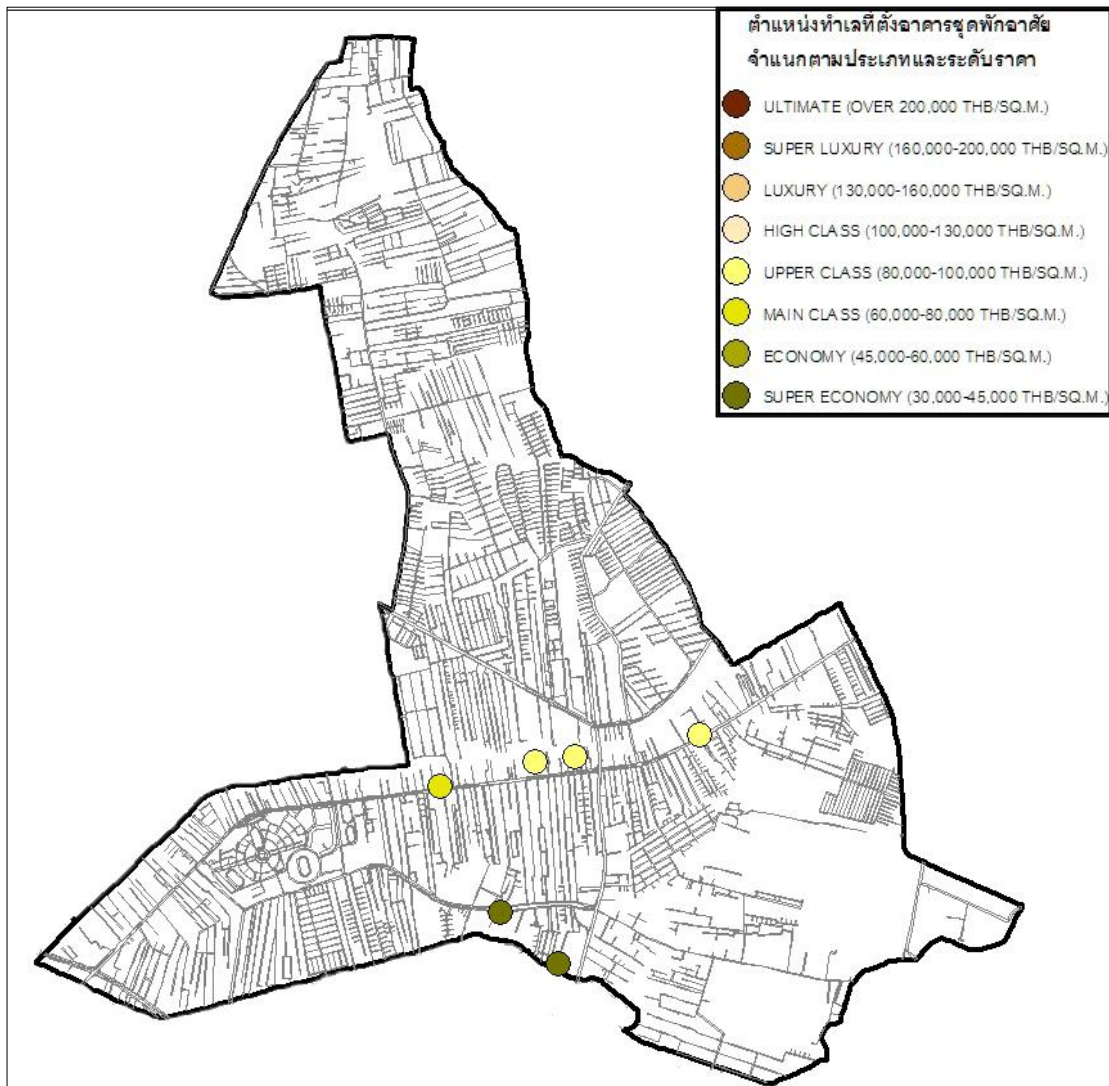 ตำแหน่งทำเลที่ตั้งอาคารชุดพักอาศัย
จำแนกตามประเภทและระดับราคา
ULTIMATE (OVER 200,000 THB/SQ.M.)
SUPER LUXURY (160,000-200,000 THB/SQ.M.)
LUXURY (130,000-160,000 THB/SQ.M.)
HIGH CLASS (100,000-130,000 THB/SQ.M.)
UPPER CLASS (80,000-100,000 THB/SQ.M.)
MAIN CLASS (60,000-80,000 THB/SQ.M.)
ECONOMY (45,000-60,000 THB/SQ.M.)
SUPER ECONOMY (30,000-45,000 THB/SQ.M.)